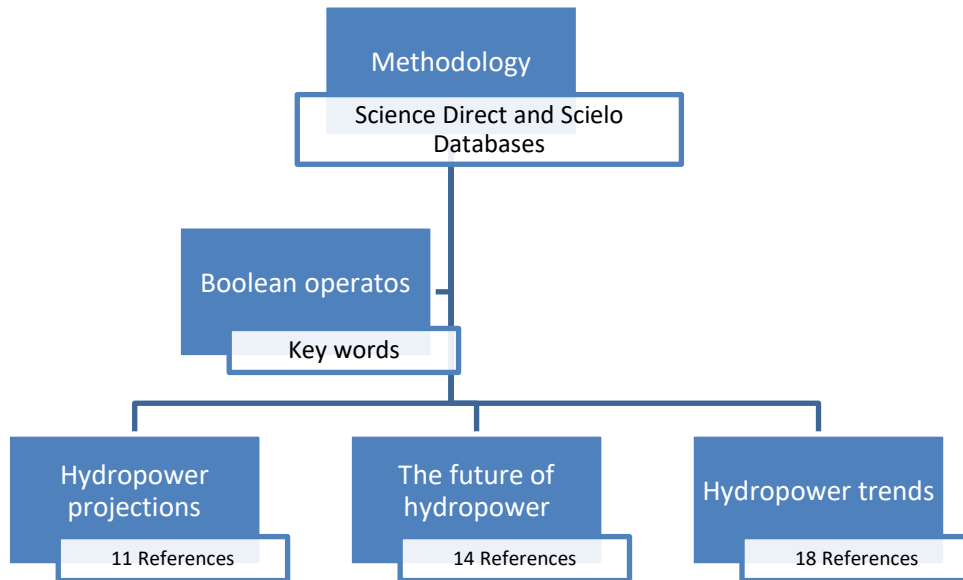 Methodology
Science Direct and Scielo
Databases
Boolean operatos
Key words
Hydropower
projections
11 References
The future of
hydropower
14 References
Hydropower trends
18 References